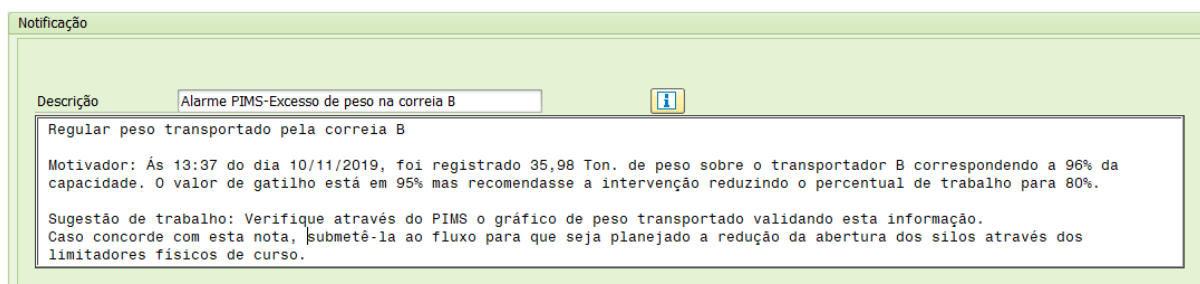 Notificação
Descrição Alarme PIMS-Excesso de peso na correia B
Regular peso transportado pela correia B
Motivador: Ás 13:37 do dia 10/11/2019, foi registrado 35,98 Ton. de peso sobre o transportador B correspondendo a 96% da
capacidade. O valor de gatilho está em 95% mas recomendasse a intervenção reduzindo o percentual de trabalho para 80%.
Sugestão de trabalho: Verifique através do PIMS o gráfico de peso transportado validando esta informação.
Caso concorde com esta nota, submetê-la ao fluxo para que seja planejado a redução da abertura dos silos através dos
limitadores físicos de curso.